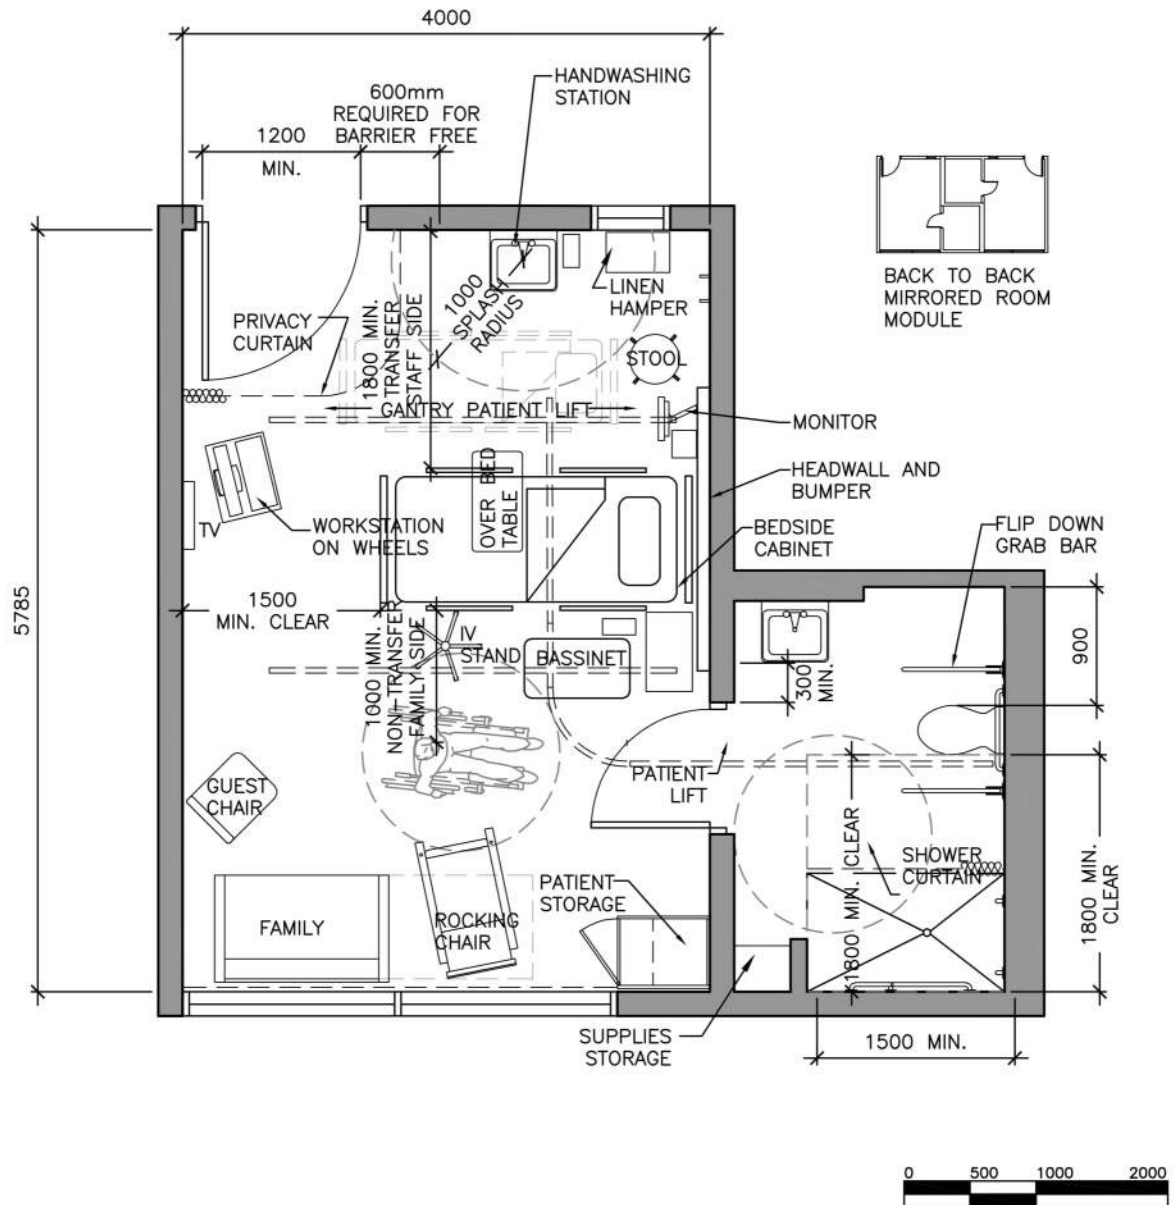 4000
HANDWASHING
STATION
600mm
REQUIRED FOR
BARRIER FREE
1200
MIN.
BACK TO BACK
MIRRORED ROOM
MODULE
LINEN
HAMPER
1000
SPLASH
RADIUS
PRIVACY
CURTAIN
1800 MIN.
TRANSFER
STAFF SIDE
STOOL
GANTRY PATIENT LIFT
MONITOR
HEADWALL AND
BUMPER
OVER BED
TABLE
TV
WORKSTATION
ON WHEELS
BEDSIDE
CABINET
FLIP DOWN
GRAB BAR
5785
1500
MIN. CLEAR
1000 MIN.
NON-TRANSFER
FAMILY SIDE
IV
STAND
BASSINET
300
MIN.
900
PATIENT
LIFT
GUEST
CHAIR
1800 MIN. CLEAR
SHOWER
CURTAIN
1800 MIN.
CLEAR
FAMILY
ROCKING
CHAIR
PATIENT
STORAGE
SUPPLIES
STORAGE
1500 MIN.
0 500 1000 2000